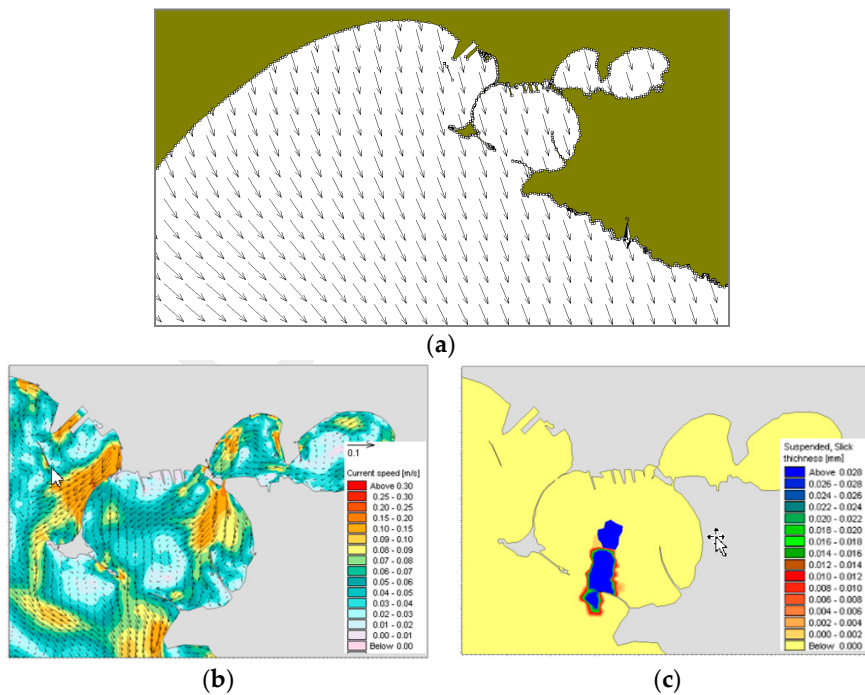 N
(a)
0.1
Current speed [m/s]
Above 0.30
0.25 - 0.30
0.20 - 0.25
0.15 - 0.20
0.10 - 0.15
0.09 - 0.10
0.08 - 0.09
0.07 - 0.08
0.06 - 0.07
0.05 - 0.06
0.04 - 0.05
0.03 - 0.04
0.02 - 0.03
0.01 - 0.02
0.00 - 0.01
Below 0.00
(b)
Suspended, Slick
thickness [mm]
Above 0.028
0.026 - 0.028
0.024 - 0.026
0.022 - 0.024
0.020 - 0.022
0.018 - 0.020
0.016 - 0.018
0.014 - 0.016
0.012 - 0.014
0.010 - 0.012
0.008 - 0.010
0.006 - 0.008
0.004 - 0.006
0.002 - 0.004
0.000 - 0.002
Below 0.000
(c)